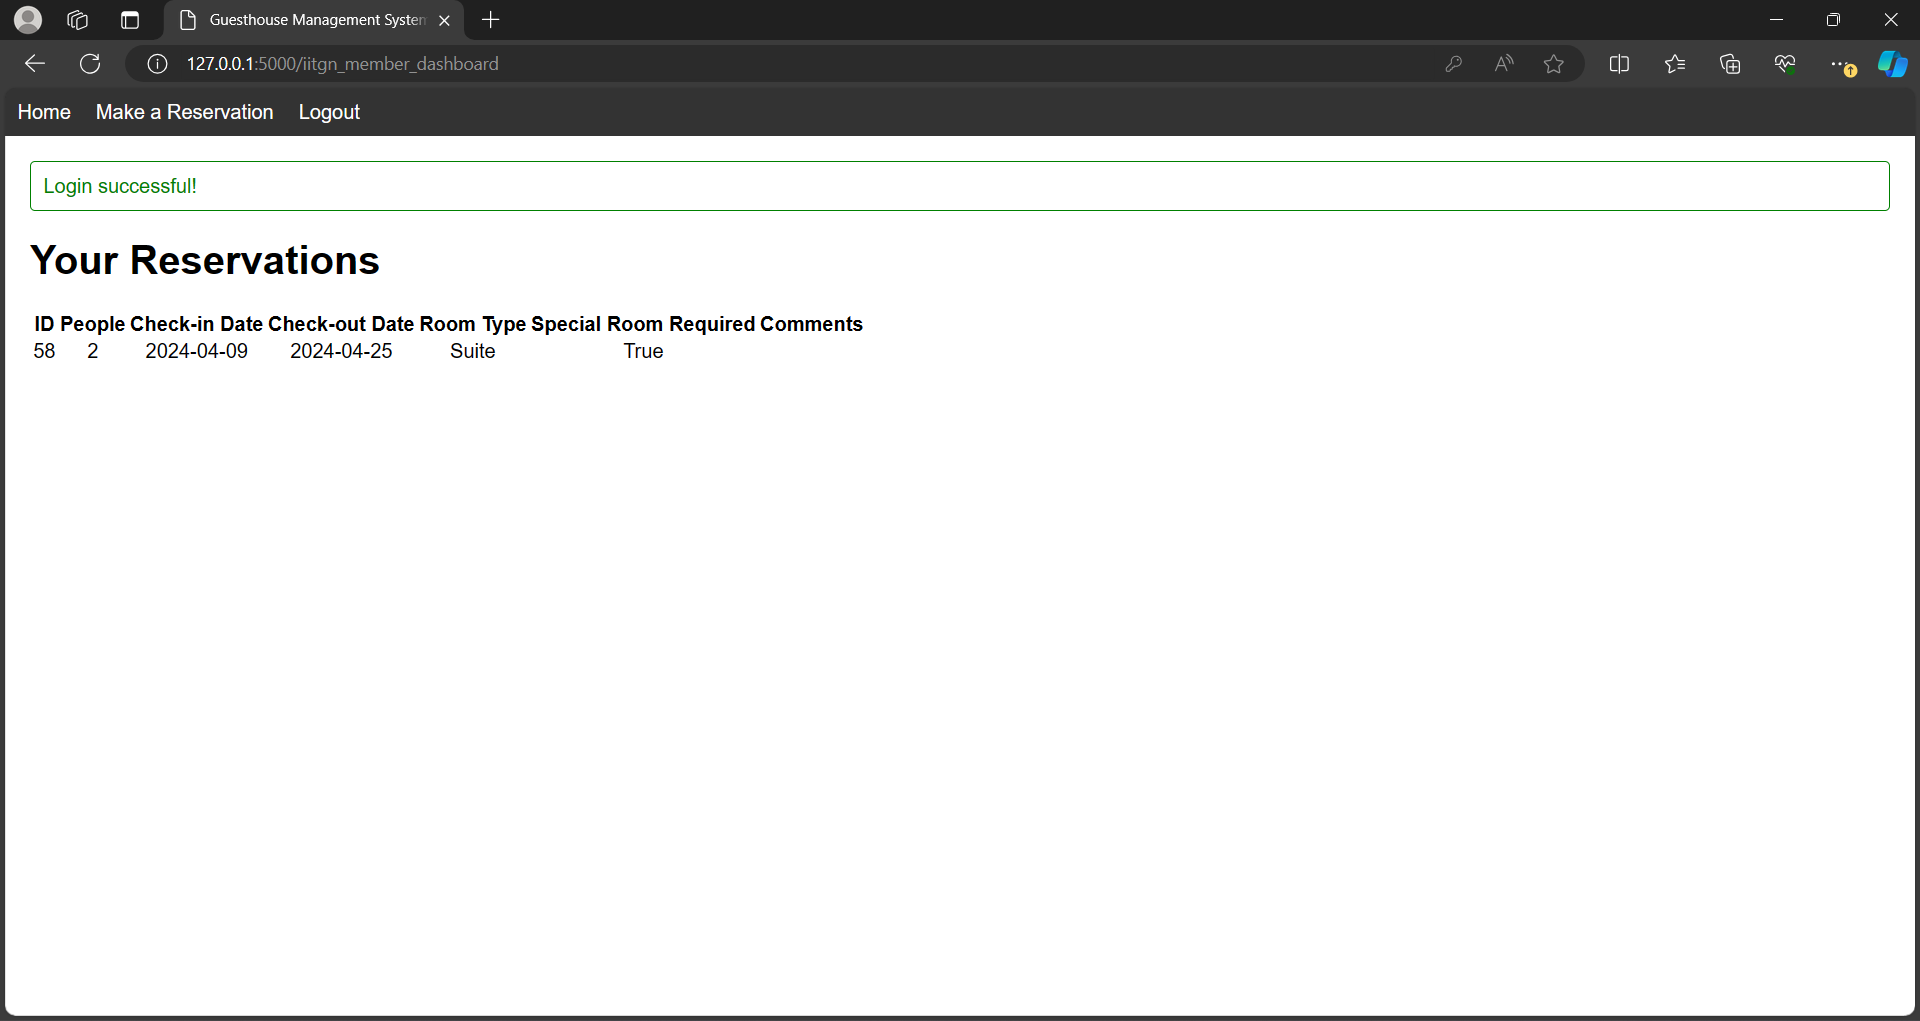 Guesthouse Management System
127.0.0.1:5000/iitgn_member_dashboard
Home Make a Reservation Logout
Login successful!
Your Reservations
ID People Check-in Date Check-out Date Room Type Special Room Required Comments
58 2 2024-04-09 2024-04-25 Suite True